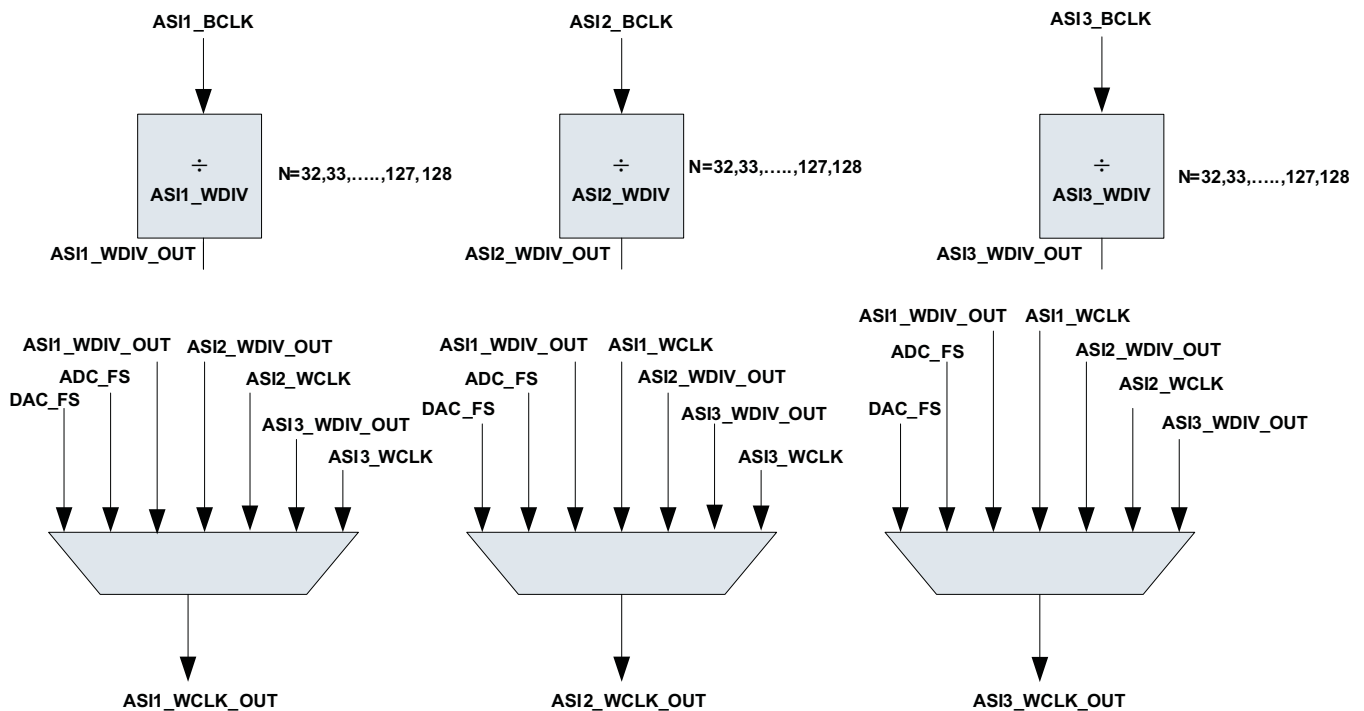 ASI1_BCLK
ASI2_BCLK
ASI3_BCLK
÷
ASI1_WDIV
N=32,33,…..,127,128
÷
ASI2_WDIV
N=32,33,…..,127,128
÷
ASI3_WDIV
N=32,33,…..,127,128
ASI1_WDIV_OUT
ASI2_WDIV_OUT
ASI3_WDIV_OUT
DAC_FS
ADC_FS
ASI1_WDIV_OUT
ASI2_WDIV_OUT
ASI2_WCLK
ASI3_WDIV_OUT
ASI3_WCLK
DAC_FS
ADC_FS
ASI1_WDIV_OUT
ASI1_WCLK
ASI2_WDIV_OUT
ASI3_WDIV_OUT
ASI3_WCLK
DAC_FS
ADC_FS
ASI1_WDIV_OUT
ASI1_WCLK
ASI2_WDIV_OUT
ASI2_WCLK
ASI3_WDIV_OUT
ASI1_WCLK_OUT
ASI2_WCLK_OUT
ASI3_WCLK_OUT